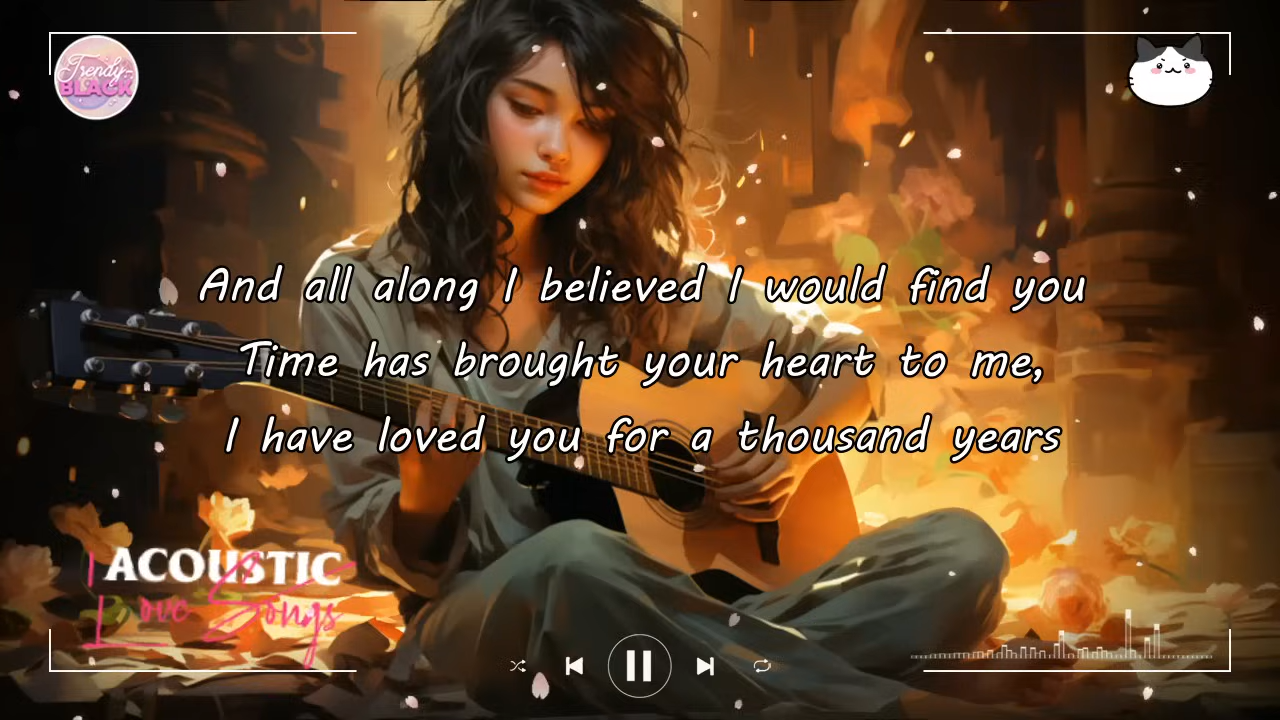 Trendy
BLACK
And all along I believed I would find you
Time has brought your heart to me,
I have loved you for a thousand years
ACOUSTIC
Love Songs